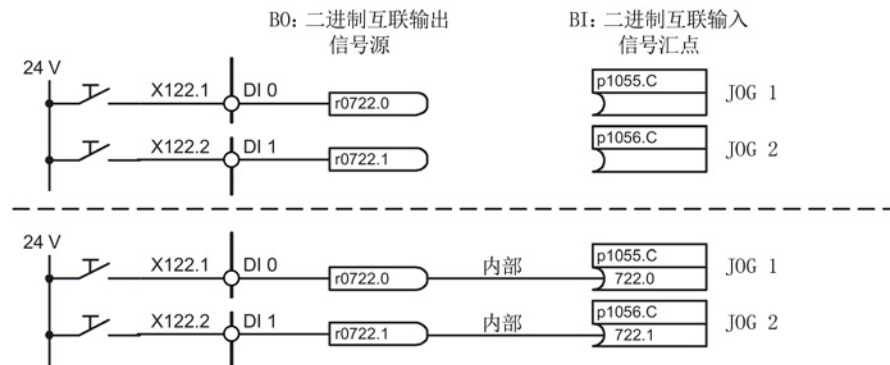 BO: 二进制互联输出
信号源
BI: 二进制互联输入
信号汇点
24 V
X122.1
DI 0
r0722.0
p1055.C
JOG 1
X122.2
DI 1
r0722.1
p1056.C
JOG 2
24 V
X122.1
DI 0
r0722.0
内部
p1055.C
722.0
JOG 1
X122.2
DI 1
r0722.1
内部
p1056.C
722.1
JOG 2